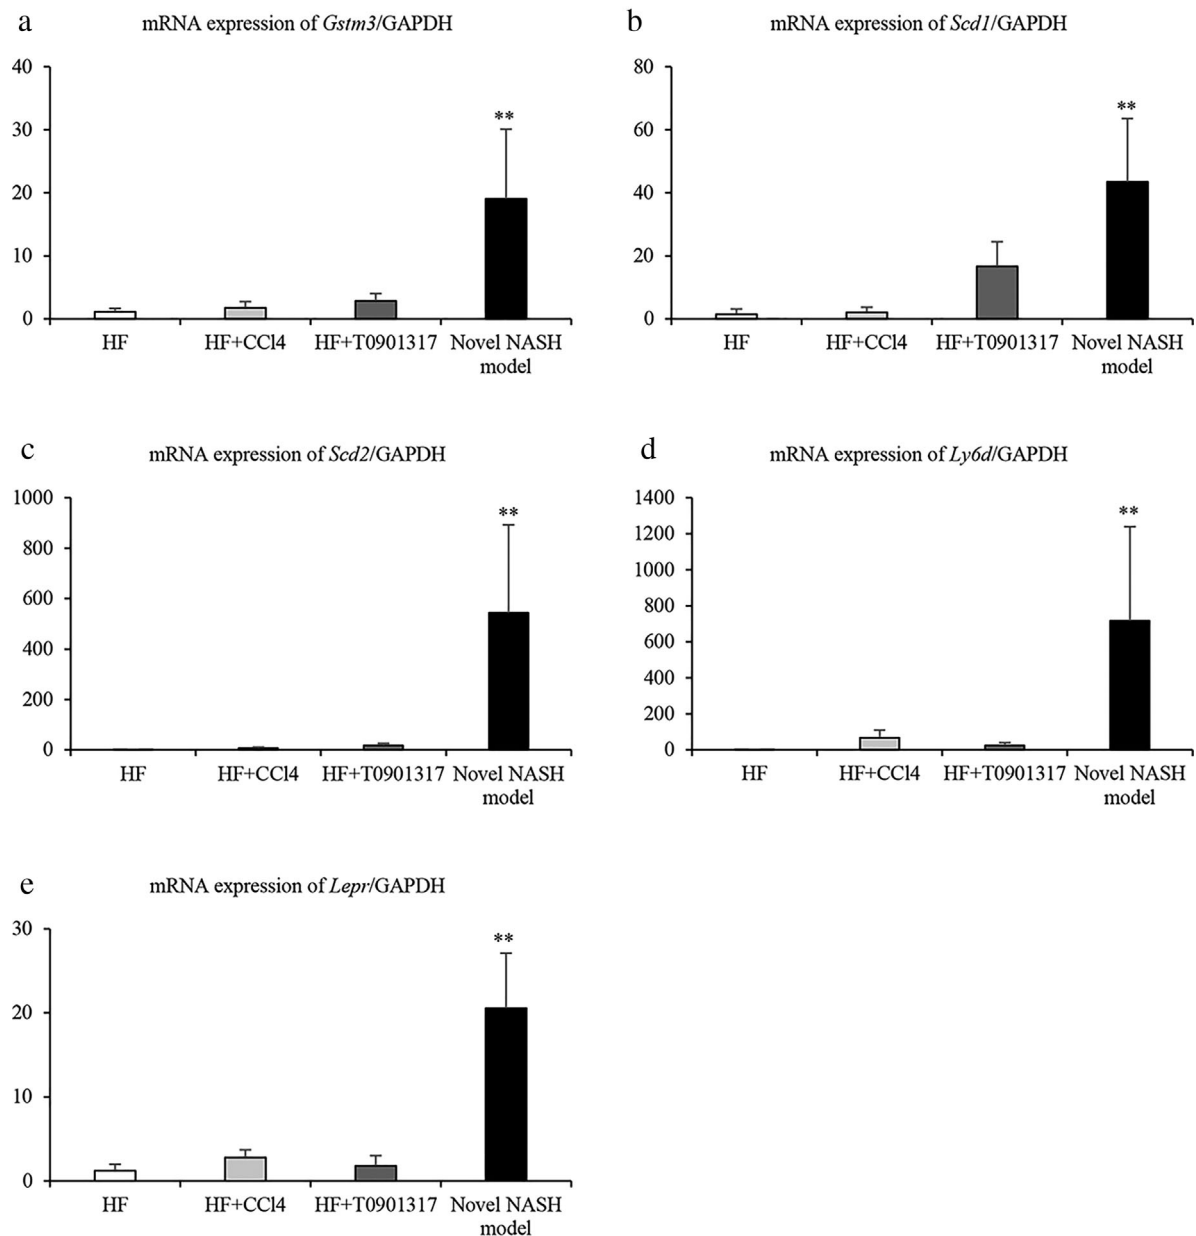 a
mRNA expression of Gstm3/GAPDH
40
30
20
10
0
**
HF
HF+CCl4
HF+T0901317
Novel NASH
model
b
mRNA expression of Scd1/GAPDH
80
60
40
20
0
**
HF
HF+CCl4
HF+T0901317
Novel NASH
model
c
mRNA expression of Scd2/GAPDH
1000
800
600
400
200
0
**
HF
HF+CCl4
HF+T0901317
Novel NASH
model
d
mRNA expression of Ly6d/GAPDH
1400
1200
1000
800
600
400
200
0
**
HF
HF+CCl4
HF+T0901317
Novel NASH
model
e
mRNA expression of Lepr/GAPDH
30
20
10
0
**
HF
HF+CCl4
HF+T0901317
Novel NASH
model